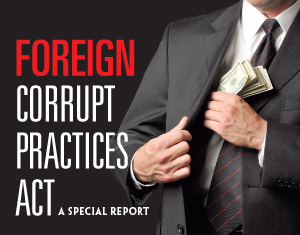 FOREIGN
CORRUPT
PRACTICES
ACT A SPECIAL REPORT